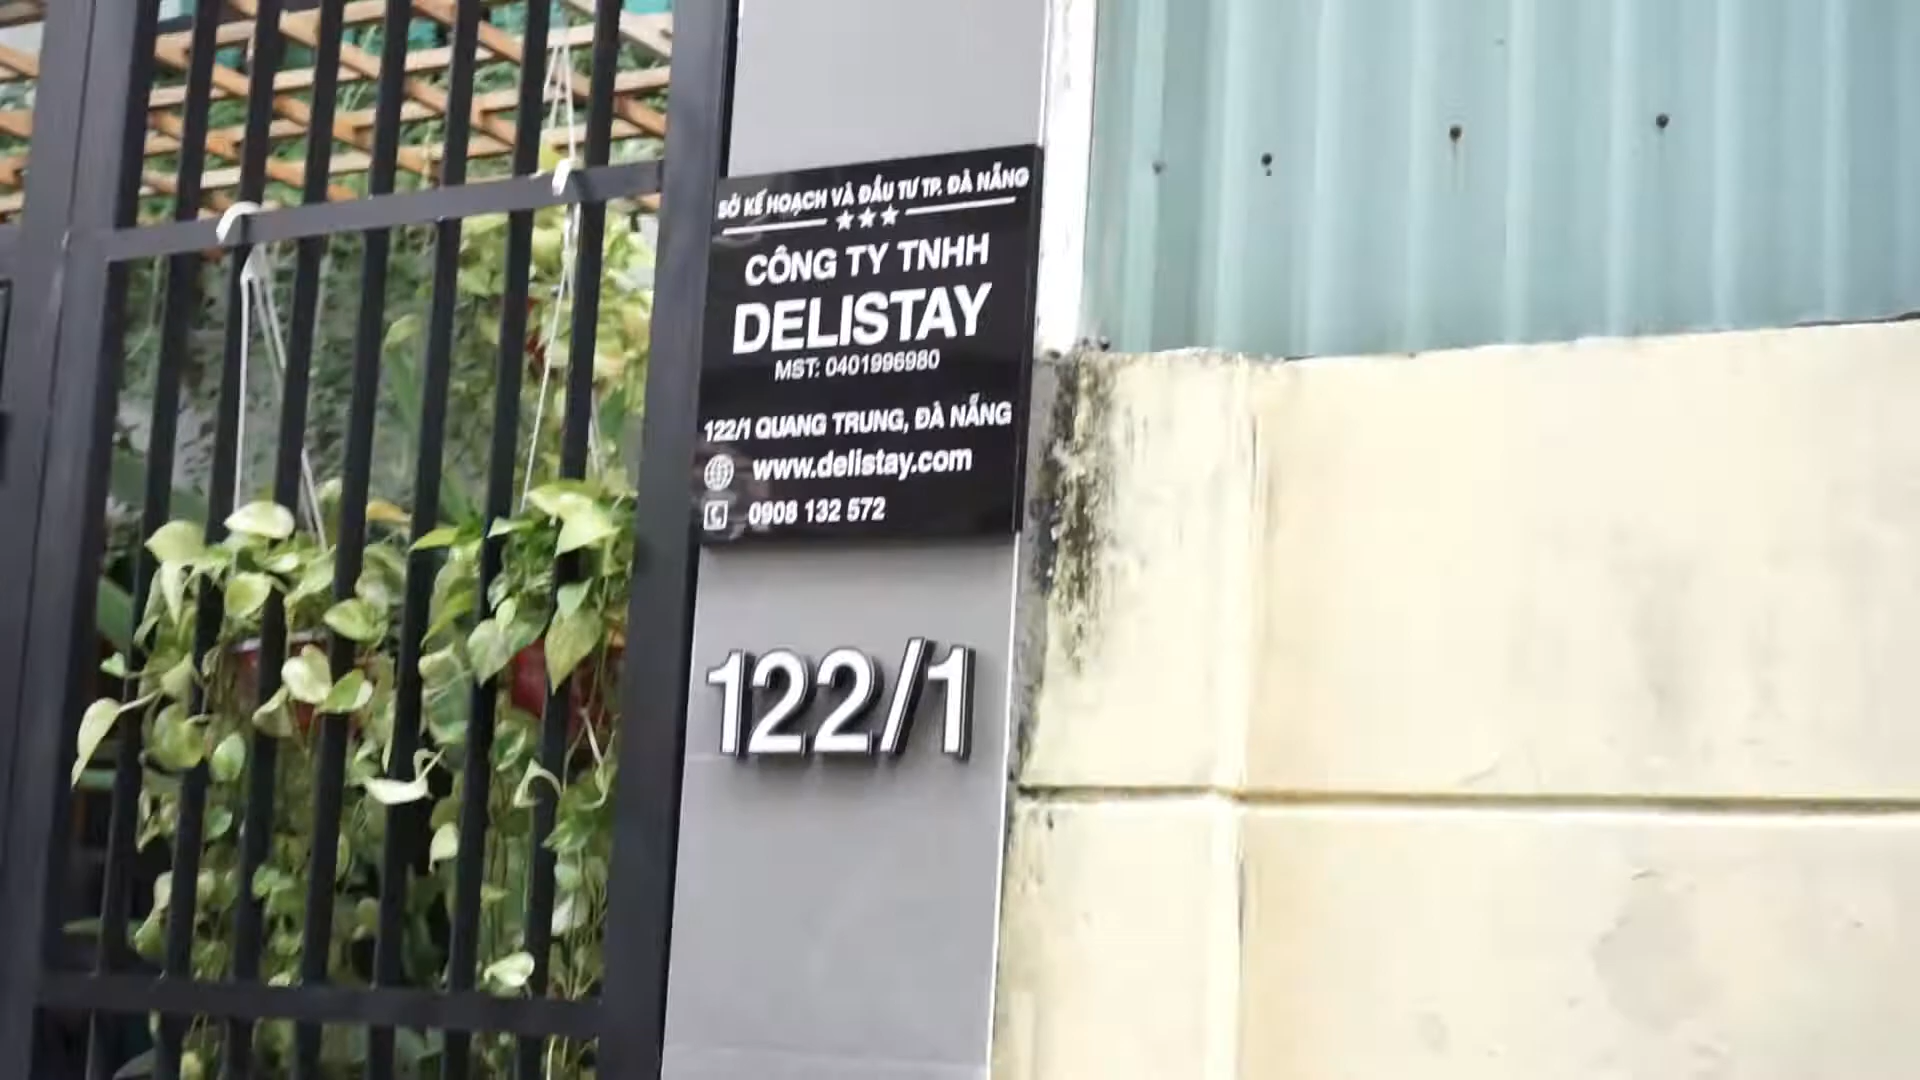 SỞ KẾ HOẠCH VÀ ĐẦU TƯ TP. ĐÀ NẴNG
CÔNG TY TNHH
DELISTAY
MST: 0401996980
122/1 QUANG TRUNG, ĐÀ NẴNG
www.delistay.com
0908 132 572
122/1